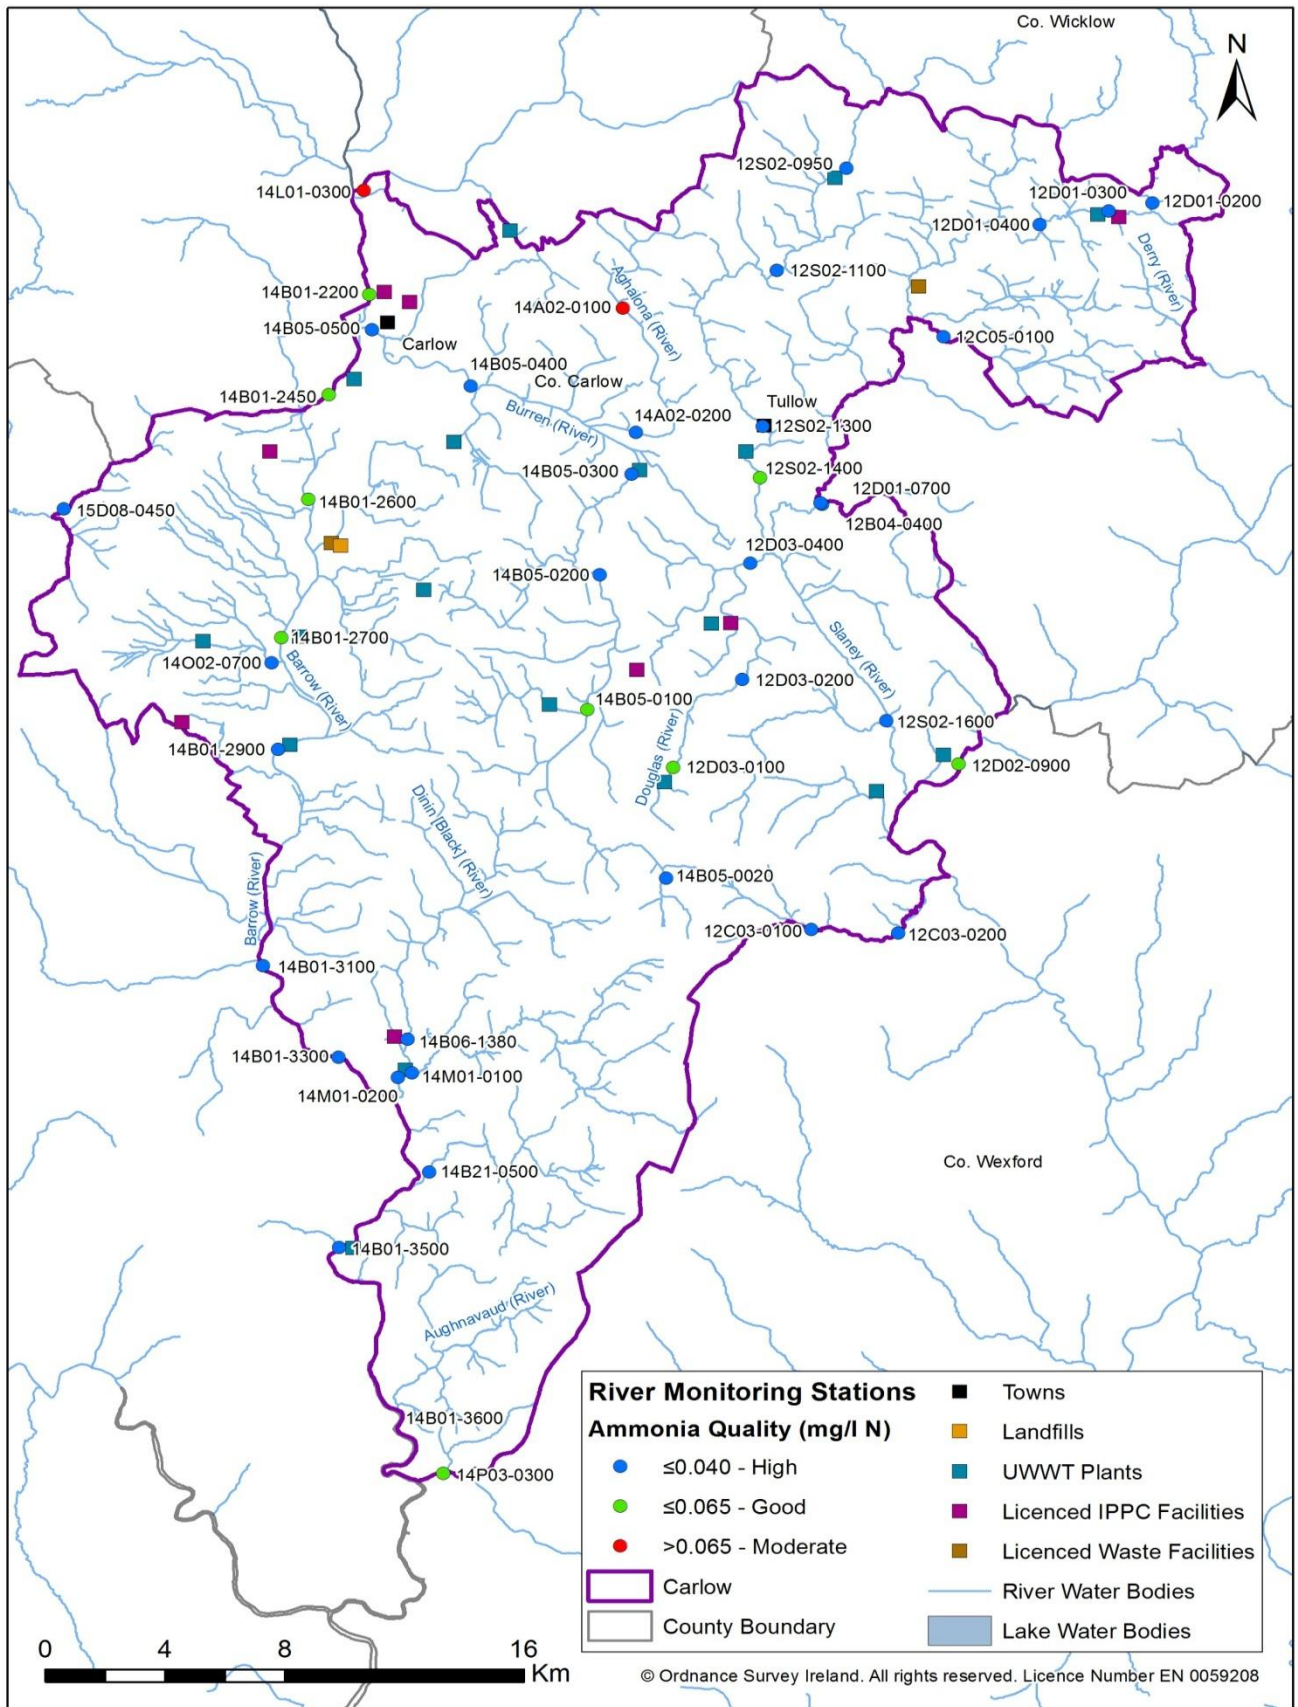 Co. Wicklow
N
12S02-0950
14L01-0300
12D01-0300
12D01-0200
12D01-0400
Derry (River)
12S02-1100
Aghalona (River)
14B01-2200
14A02-0100
14B05-0500
Carlow
12C05-0100
14B05-0400
Co. Carlow
14B01-2450
Tullow
Burren (River)
14A02-0200
12S02-1300
14B05-0300
12S02-1400
14B01-2600
12D01-0700
15D08-0450
12B04-0400
12D03-0400
14B05-0200
Slaney (River)
14B01-2700
14O02-0700
Barrow (River)
12D03-0200
14B05-0100
12S02-1600
14B01-2900
Douglas (River)
12D03-0100
12D02-0900
Dinin [Black] (River)
14B05-0020
Barrow (River)
12C03-0100
12C03-0200
14B01-3100
14B06-1380
14B01-3300
14M01-0100
14M01-0200
Co. Wexford
14B21-0500
14B01-3500
Aughnavaud (River)
14B01-3600
14P03-0300
River Monitoring Stations
Ammonia Quality (mg/l N)
≤0.040 - High
≤0.065 - Good
>0.065 - Moderate
Carlow
County Boundary
Towns
Landfills
UWWT Plants
Licenced IPPC Facilities
Licenced Waste Facilities
River Water Bodies
Lake Water Bodies
0 4 8 16
Km
© Ordnance Survey Ireland. All rights reserved. Licence Number EN 0059208